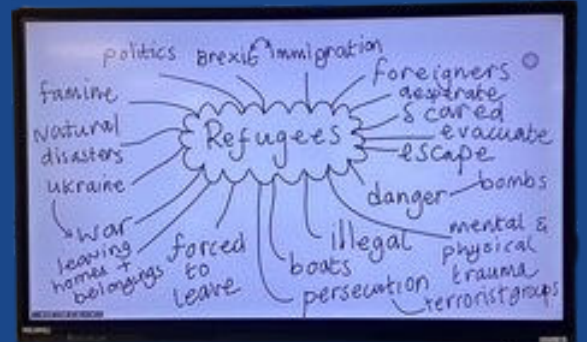 politics Brexit immigration
foreigners
famine
desperate
scared
Natural
disasters
Refugees
evacuate
escape
ukraine
danger bombs
war
leaving
homes +
belongings
forced
to
leave
illegal
boats
mental &
physical
trauma
persecution
terrorist groups